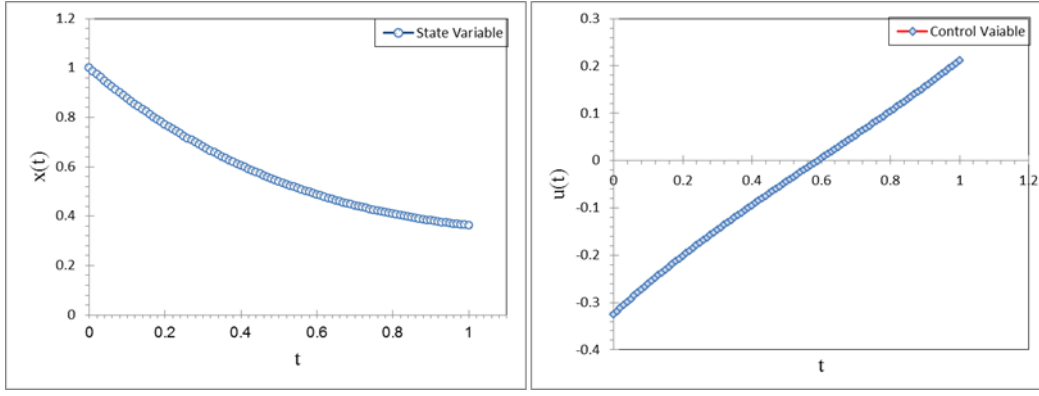 1.2
State Variable
1
0.8
0.6
0.4
0.2
0
x(t)
0 0.2 0.4 0.6 0.8 1
t
0.3
Control Vaiable
0.2
0.1
0
-0.1
-0.2
-0.3
-0.4
u(t)
0 0.2 0.4 0.6 0.8 1 1.2
t